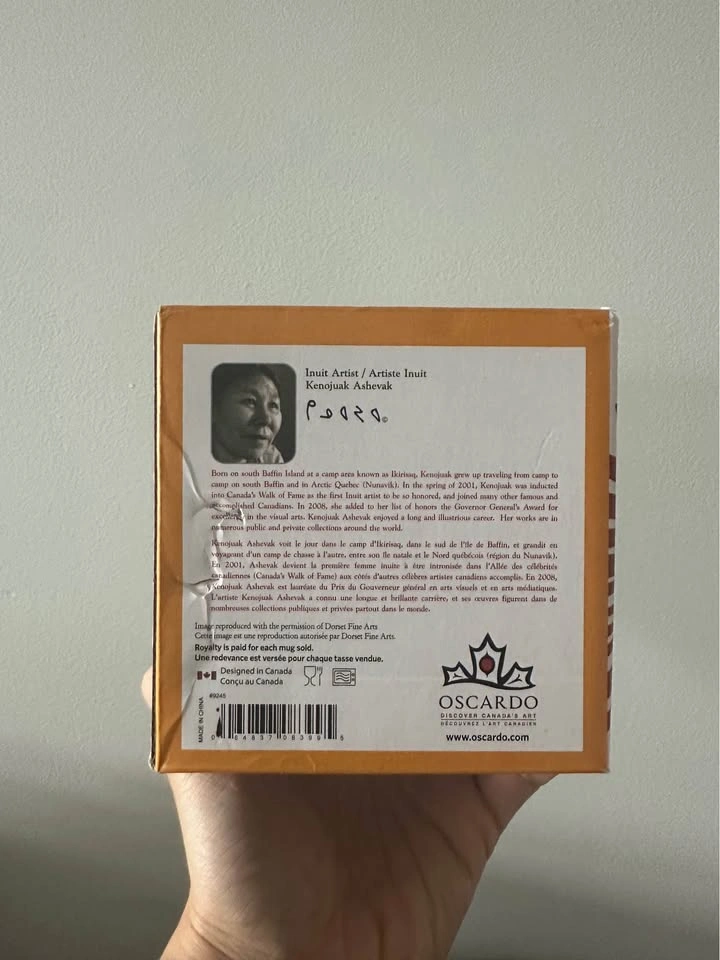 Inuit Artist / Artiste Inuit
Kenojuak Ashevak
©
Born on south Baffin Island at a camp area known as Ikirisaq, Kenojuak grew up traveling from camp to
camp on south Baffin and in Arctic Quebec (Nunavik). In the spring of 2001, Kenojuak was inducted
into Canada's Walk of Fame as the first Inuit artist to be so honored, and joined many other famous and
accomplished Canadians. In 2008, she added to her list of honors the Governor General's Award for
excellence in the visual arts. Kenojuak Ashevak enjoyed a long and illustrious career. Her works are in
numerous public and private collections around the world.
Kenojuak Ashevak voit le jour dans le camp d'Ikirisaq, dans le sud de l'île de Baffin, et grandit en
voyageant d'un camp de chasse à l'autre, entre son île natale et le Nord québécois (région du Nunavik).
En 2001, Ashevak devient la première femme inuite à être intronisée dans l'Allée des célébrités
canadiennes (Canada's Walk of Fame) aux côtés d'autres célèbres artistes canadiens accomplis. En 2008,
Kenojuak Ashevak est lauréate du Prix du Gouverneur général en arts visuels et en arts médiatiques.
L'artiste Kenojuak Ashevak a connu une longue et brillante carrière, et ses œuvres figurent dans de
nombreuses collections publiques et privées partout dans le monde.
Image reproduced with the permission of Dorset Fine Arts
Cette image est une reproduction autorisée par Dorset Fine Arts.
Royalty is paid for each mug sold.
Une redevance est versée pour chaque tasse vendue.
Designed in Canada
Conçu au Canada
#9245
MADE IN CHINA
0 64837 08399 5
OSCARDO
DISCOVER CANADA'S ART
DÉCOUVREZ L'ART CANADIEN
www.oscardo.com